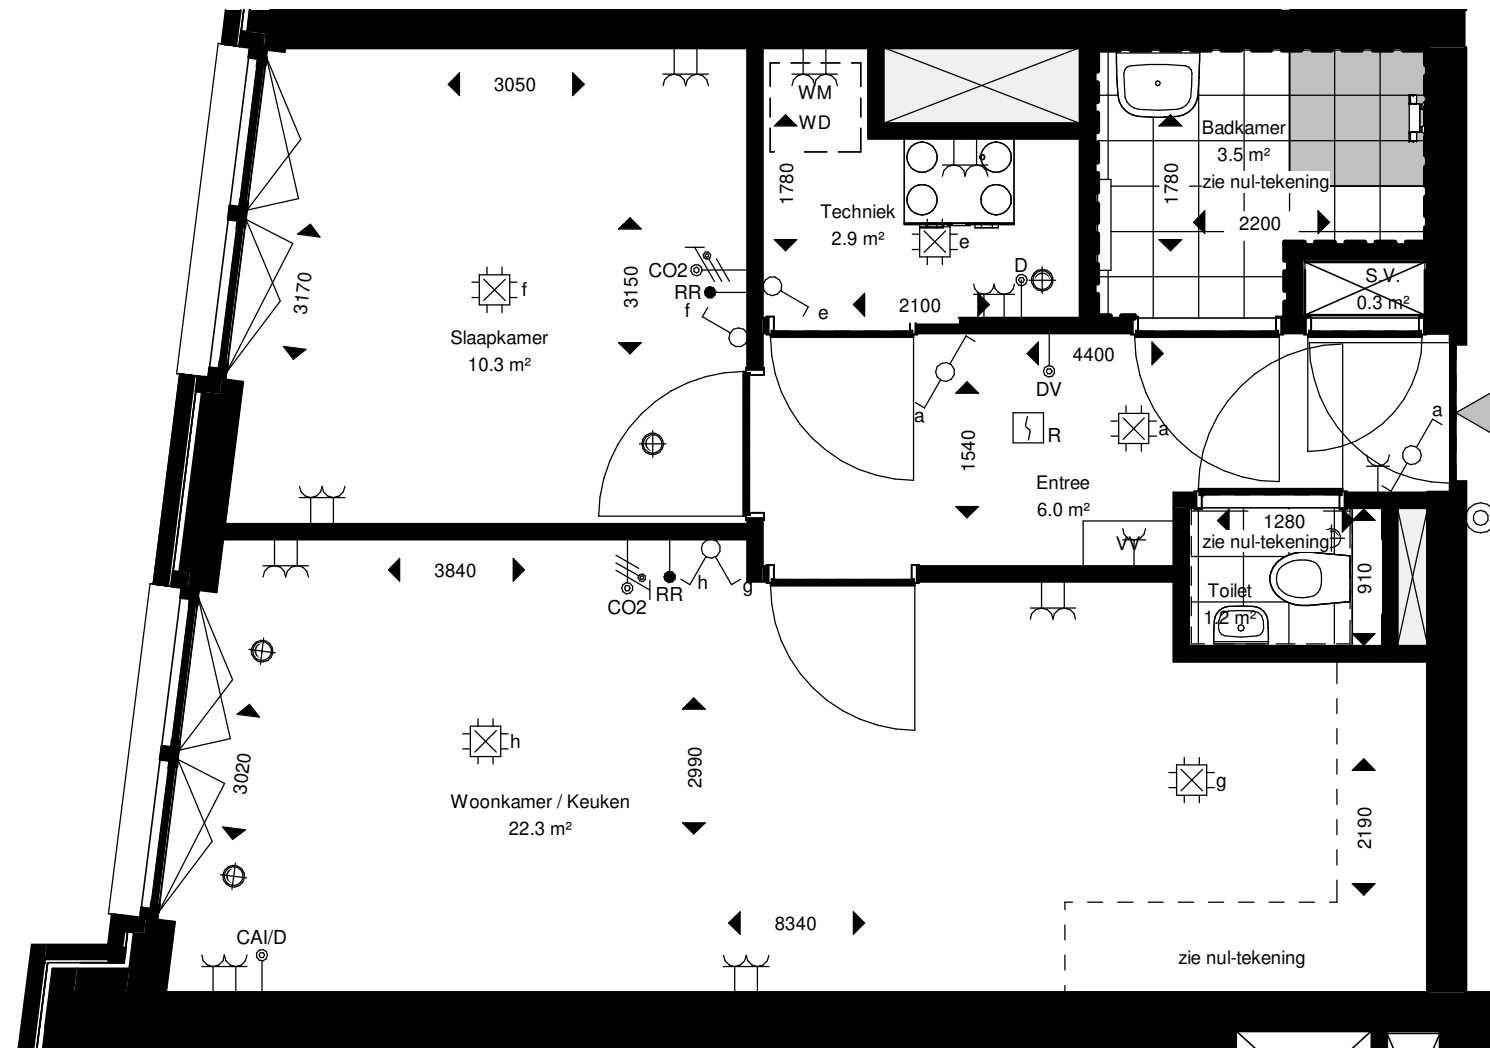 3050
WM
WD
1780
Techniek
2.9 m²
e
Badkamer
3.5 m²
zie nul-tekening
1780
2200
S.V.
0.3 m²
3170
f
Slaapkamer
10.3 m²
3150
CO2
RR
f
e
D
2100
4400
DV
a
R
a
a
1540
Entree
6.0 m²
VV
1280
zie nul-tekening
Toilet
1.2 m²
910
3840
CO2
RR
h
g
3020
h
Woonkamer / Keuken
22.3 m²
2990
g
2190
8340
CAI/D
zie nul-tekening